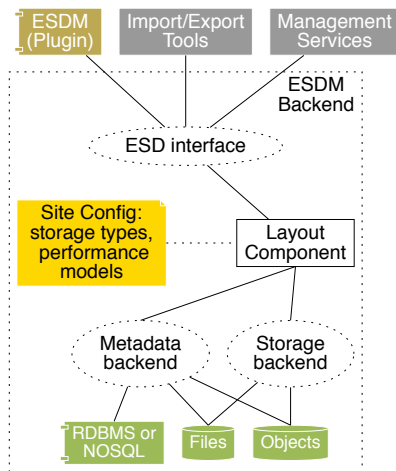 ESDM
(Plugin)
Import/Export
Tools
Management
Services
ESDM
Backend
ESD interface
Site Config:
storage types,
performance
models
Layout
Component
Metadata
backend
Storage
backend
RDBMS or
NOSQL
Files
Objects